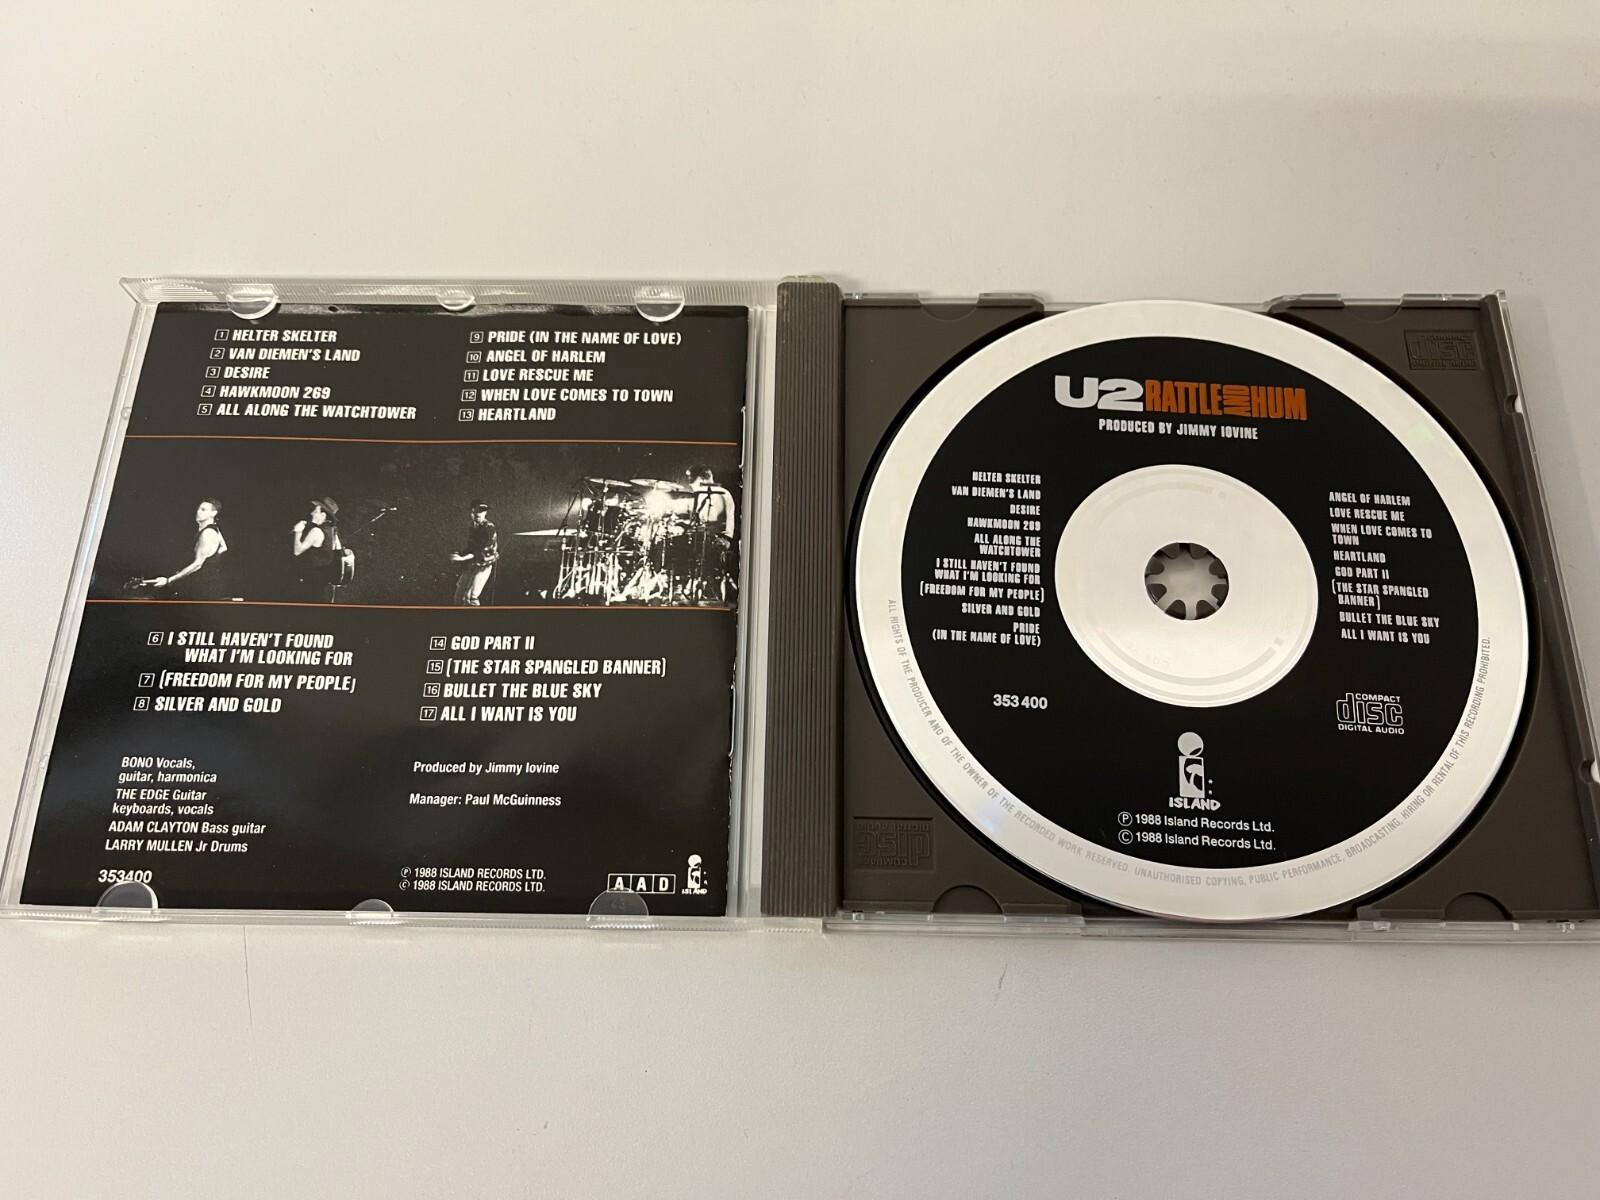 1 HELTER SKELTER
2 VAN DIEMEN'S LAND
3 DESIRE
4 HAWKMOON 269
5 ALL ALONG THE WATCHTOWER
9 PRIDE (IN THE NAME OF LOVE)
10 ANGEL OF HARLEM
11 LOVE RESCUE ME
12 WHEN LOVE COMES TO TOWN
13 HEARTLAND
6 I STILL HAVEN'T FOUND
WHAT I'M LOOKING FOR
7 (FREEDOM FOR MY PEOPLE)
8 SILVER AND GOLD
14 GOD PART II
15 (THE STAR SPANGLED BANNER)
16 BULLET THE BLUE SKY
17 ALL I WANT IS YOU
BONO Vocals,
guitar, harmonica
THE EDGE Guitar
keyboards, vocals
ADAM CLAYTON Bass guitar
LARRY MULLEN Jr Drums
353400
Produced by Jimmy Iovine
Manager: Paul McGuinness
℗ 1988 ISLAND RECORDS LTD.
© 1988 ISLAND RECORDS LTD.
AAD
ISLAND
U2 RATTLE AND HUM
PRODUCED BY JIMMY IOVINE
HELTER SKELTER
VAN DIEMEN'S LAND
DESIRE
HAWKMOON 269
ALL ALONG THE
WATCHTOWER
I STILL HAVEN'T FOUND
WHAT I'M LOOKING FOR
(FREEDOM FOR MY PEOPLE)
SILVER AND GOLD
PRIDE
(IN THE NAME OF LOVE)
ANGEL OF HARLEM
LOVE RESCUE ME
WHEN LOVE COMES TO
TOWN
HEARTLAND
GOD PART II
(THE STAR SPANGLED
BANNER)
BULLET THE BLUE SKY
ALL I WANT IS YOU
353 400
COMPACT
disc
DIGITAL AUDIO
ISLAND
℗ 1988 Island Records Ltd.
© 1988 Island Records Ltd.
ALL RIGHTS OF THE PRODUCER AND OF THE OWNER OF THE RECORDED WORK RESERVED. UNAUTHORISED COPYING, PUBLIC PERFORMANCE, BROADCASTING, HIRING OR RENTAL OF THIS RECORDING PROHIBITED.
COMPACT
disc
DIGITAL AUDIO
COMPACT
disc
DIGITAL AUDIO